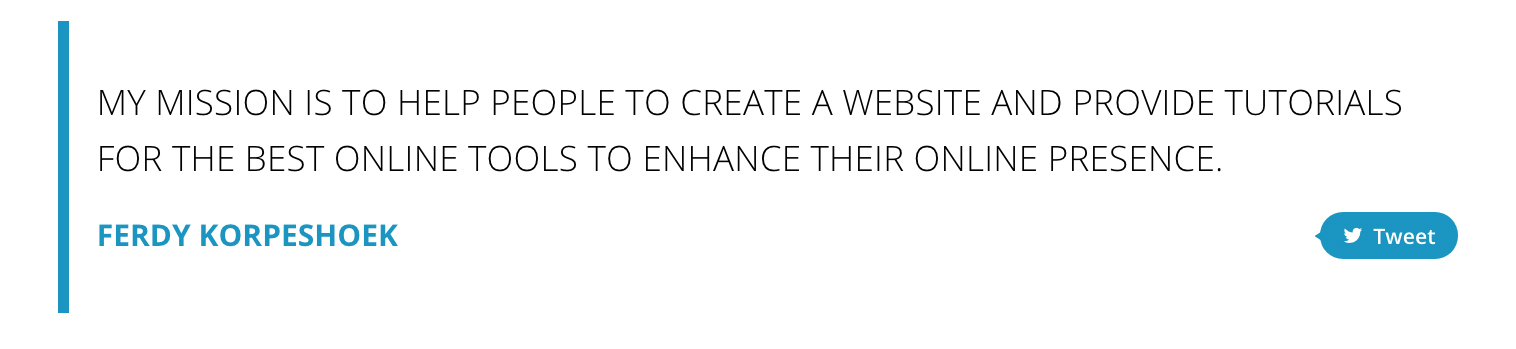 MY MISSION IS TO HELP PEOPLE TO CREATE A WEBSITE AND PROVIDE TUTORIALS
FOR THE BEST ONLINE TOOLS TO ENHANCE THEIR ONLINE PRESENCE.
FERDY KORPESHOEK
Tweet